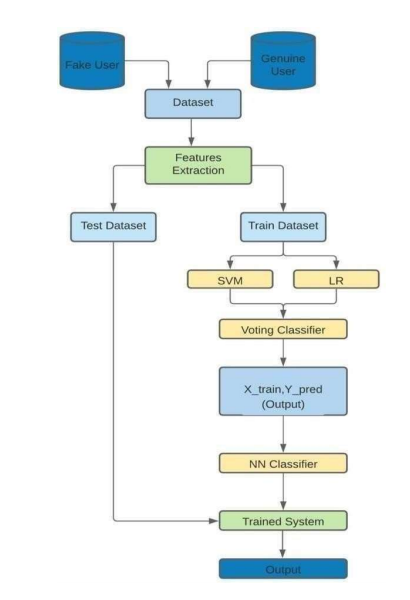 Fake User
Genuine
User
Dataset
Features
Extraction
Test Dataset
Train Dataset
SVM
LR
Voting Classifier
X_train,Y_pred
(Output)
NN Classifier
Trained System
Output